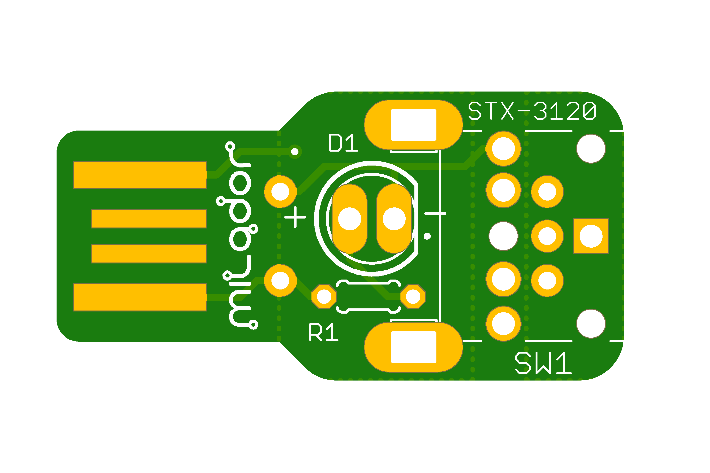 STX-3120
D1
milador
+
-
R1
SW1